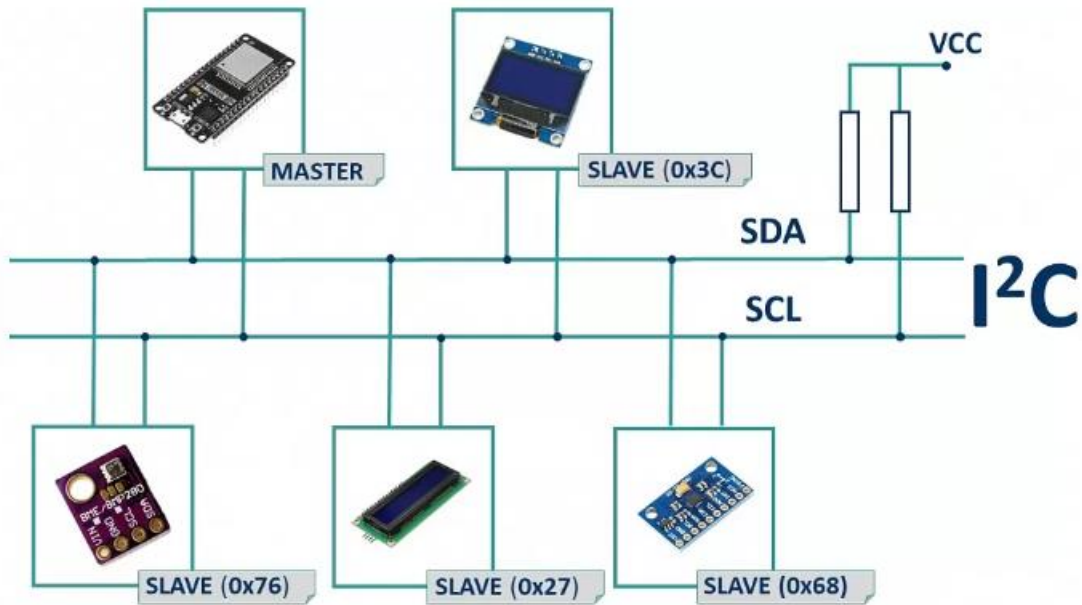 VCC
MASTER
SLAVE (0x3C)
SDA
I²C
SCL
BME/BMP280
VIN
GND
SCL
SDA
SLAVE (0x76)
SLAVE (0x27)
SLAVE (0x68)